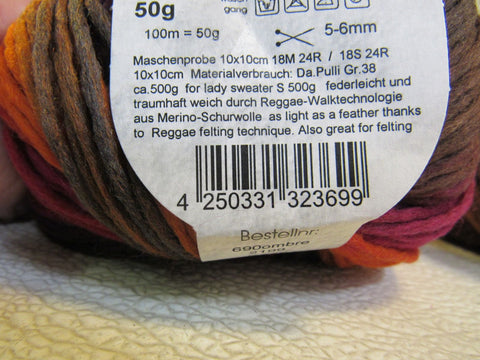 50g
gang
100m = 50g
5-6mm
Maschenprobe 10x10cm 18M 24R / 18S 24R
10x10cm Materialverbrauch: Da.Pulli Gr.38
ca.500g for lady sweater S 500g federleicht und
traumhaft weich durch Reggae-Walktechnologie
aus Merino-Schurwolle as light as a feather thanks
to Reggae felting technique. Also great for felting
4 250331 323699
Bestellnr:
690ombre